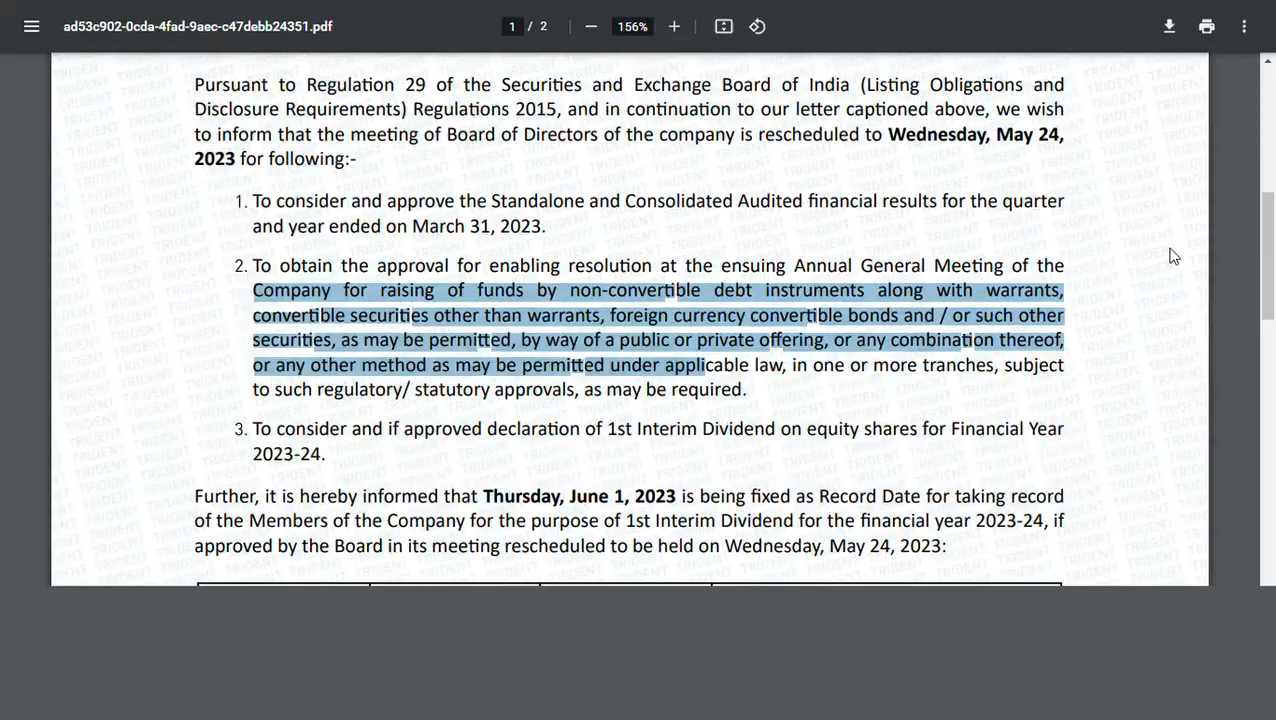 ad53c902-0cda-4fad-9aec-c47debb24351.pdf
1 / 2
156%
Pursuant to Regulation 29 of the Securities and Exchange Board of India (Listing Obligations and
Disclosure Requirements) Regulations 2015, and in continuation to our letter captioned above, we wish
to inform that the meeting of Board of Directors of the company is rescheduled to Wednesday, May 24,
2023 for following:-
1. To consider and approve the Standalone and Consolidated Audited financial results for the quarter
and year ended on March 31, 2023.
2. To obtain the approval for enabling resolution at the ensuing Annual General Meeting of the
Company for raising of funds by non-convertible debt instruments along with warrants,
convertible securities other than warrants, foreign currency convertible bonds and / or such other
securities, as may be permitted, by way of a public or private offering, or any combination thereof,
or any other method as may be permitted under applicable law, in one or more tranches, subject
to such regulatory/ statutory approvals, as may be required.
3. To consider and if approved declaration of 1st Interim Dividend on equity shares for Financial Year
2023-24.
Further, it is hereby informed that Thursday, June 1, 2023 is being fixed as Record Date for taking record
of the Members of the Company for the purpose of 1st Interim Dividend for the financial year 2023-24, if
approved by the Board in its meeting rescheduled to be held on Wednesday, May 24, 2023:
TRIDENT